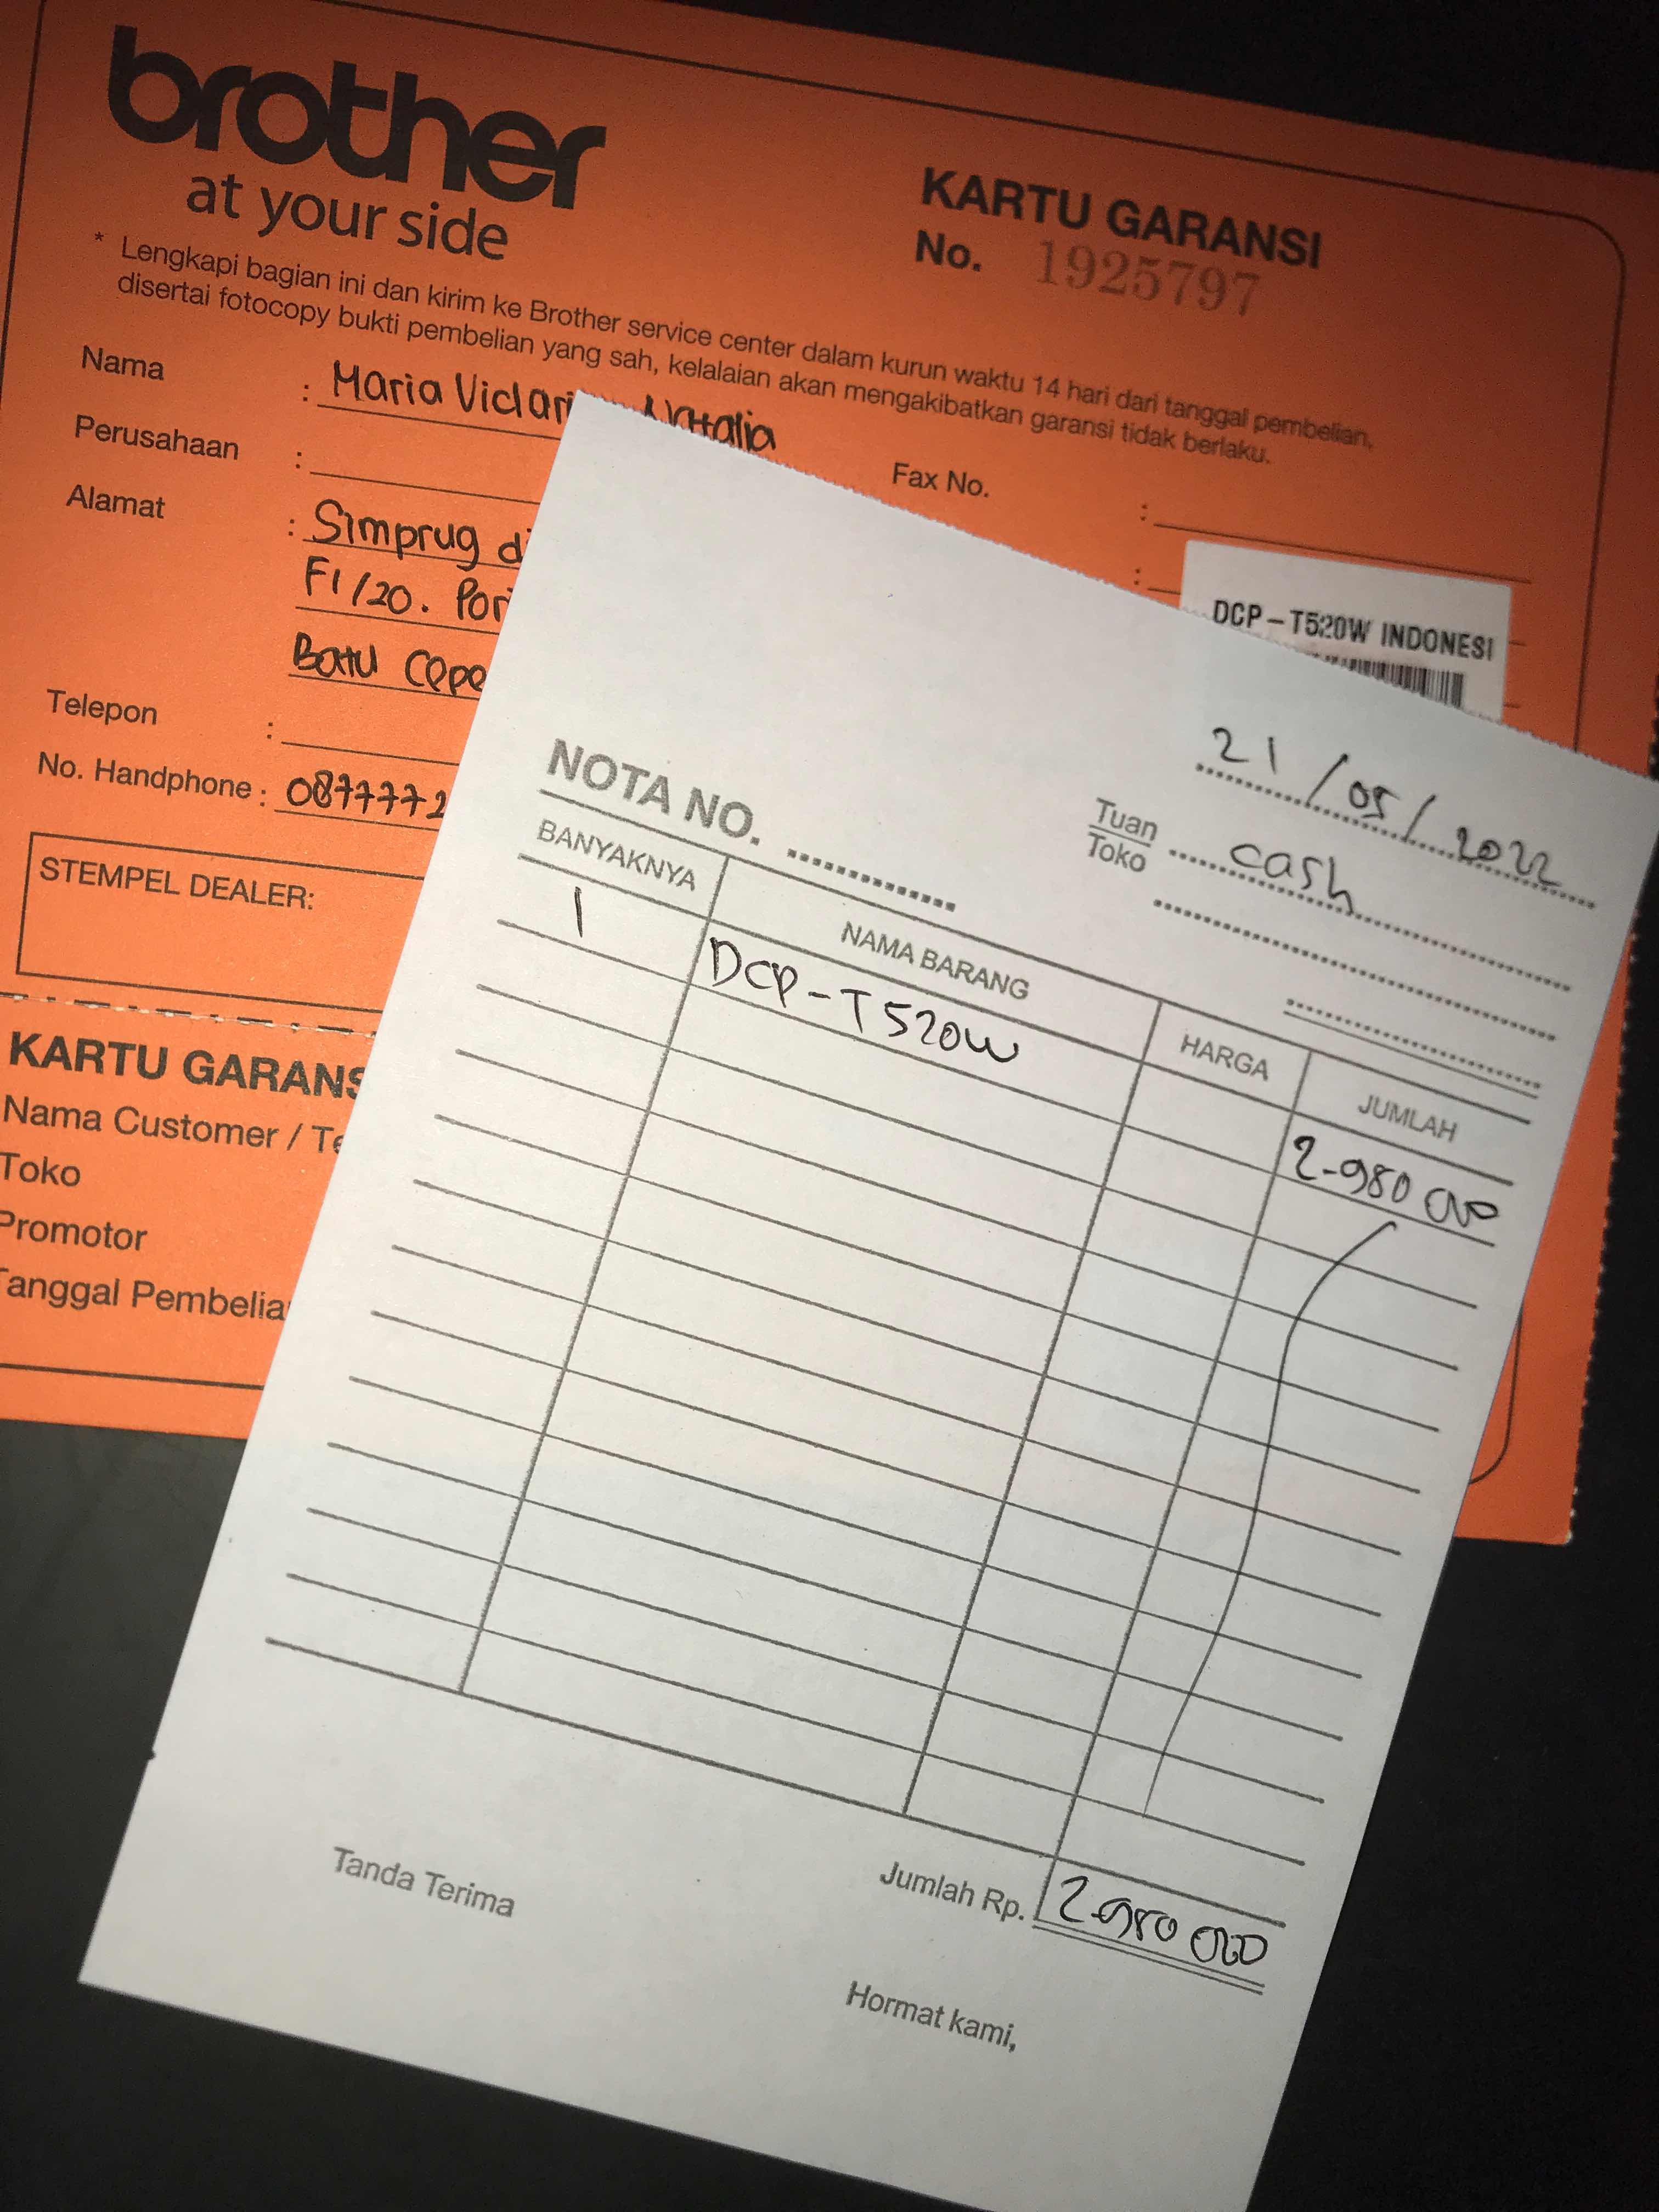 brother
at your side
KARTU GARANSI
No. 1925797
* Lengkapi bagian ini dan kirim ke Brother service center dalam kurun waktu 14 hari dari tanggal pembelian,
disertai fotocopy bukti pembelian yang sah, kelalaian akan mengakibatkan garansi tidak berlaku.
Nama : Maria Natalia
Perusahaan :
Fax No. :
Alamat : Simprug
F1/20.
Batu
:
DCP-T520W INDONESI
Telepon :
No. Handphone : 0877772
STEMPEL DEALER:
KARTU GARANS
Nama Customer /
Toko
Promotor
Tanggal Pembelia
21/05/2022
NOTA NO.
Tuan
Toko cash
BANYAKNYA NAMA BARANG HARGA JUMLAH
1 DCP-T520W 2-980 000
Jumlah Rp. 2-980 000
Tanda Terima
Hormat kami,